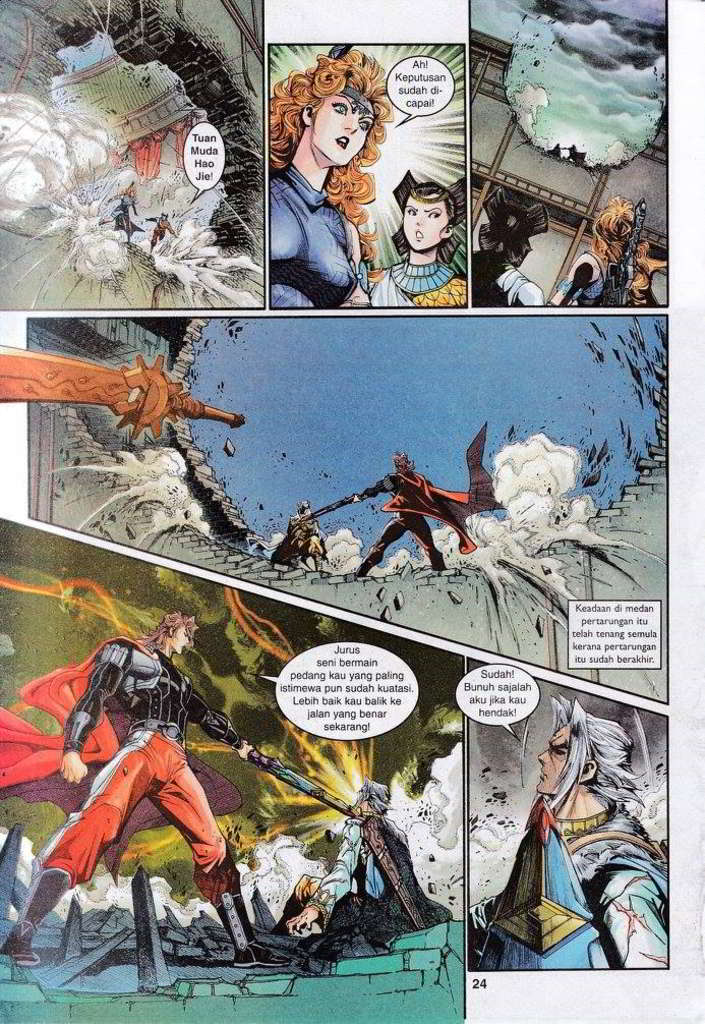 Tuan
Muda
Hao
Jie!
Ah!
Keputusan
sudah di-
capai!
Keadaan di medan
pertarungan itu
telah tenang semula
kerana pertarungan
itu sudah berakhir.
Jurus
seni bermain
pedang kau yang paling
istimewa pun sudah kuatasi.
Lebih baik kau balik ke
jalan yang benar
sekarang!
Sudah!
Bunuh sajalah
aku jika kau
hendak!
24